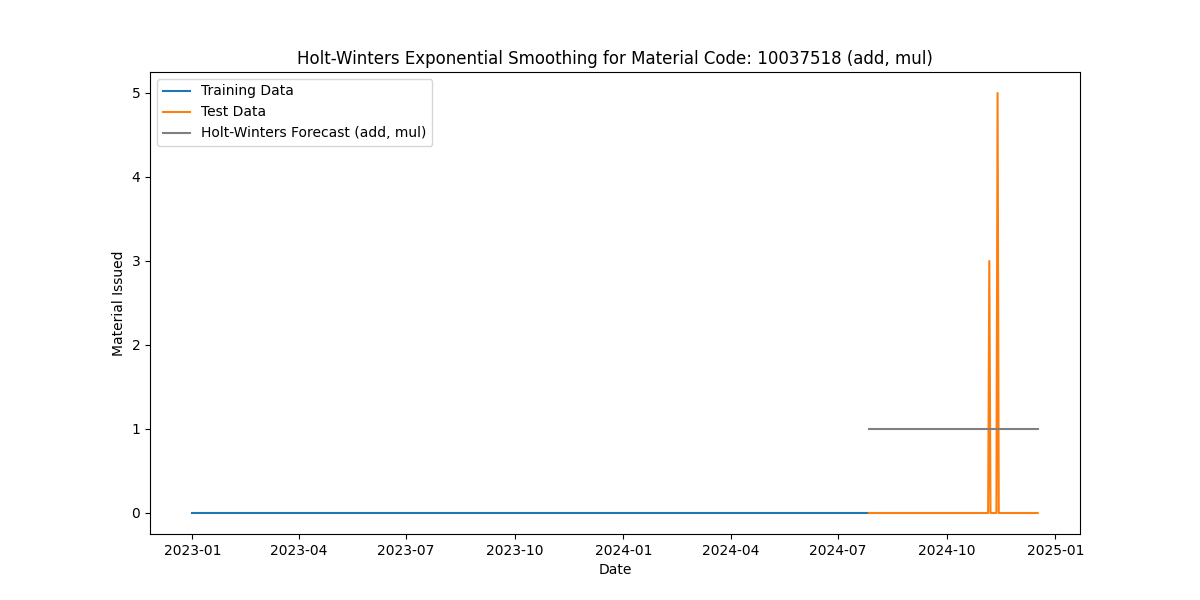 Holt-Winters Exponential Smoothing for Material Code: 10037518 (add, mul)
Training Data
Test Data
Holt-Winters Forecast (add, mul)
Material Issued
5
4
3
2
1
0
2023-01 2023-04 2023-07 2023-10 2024-01 2024-04 2024-07 2024-10 2025-01
Date